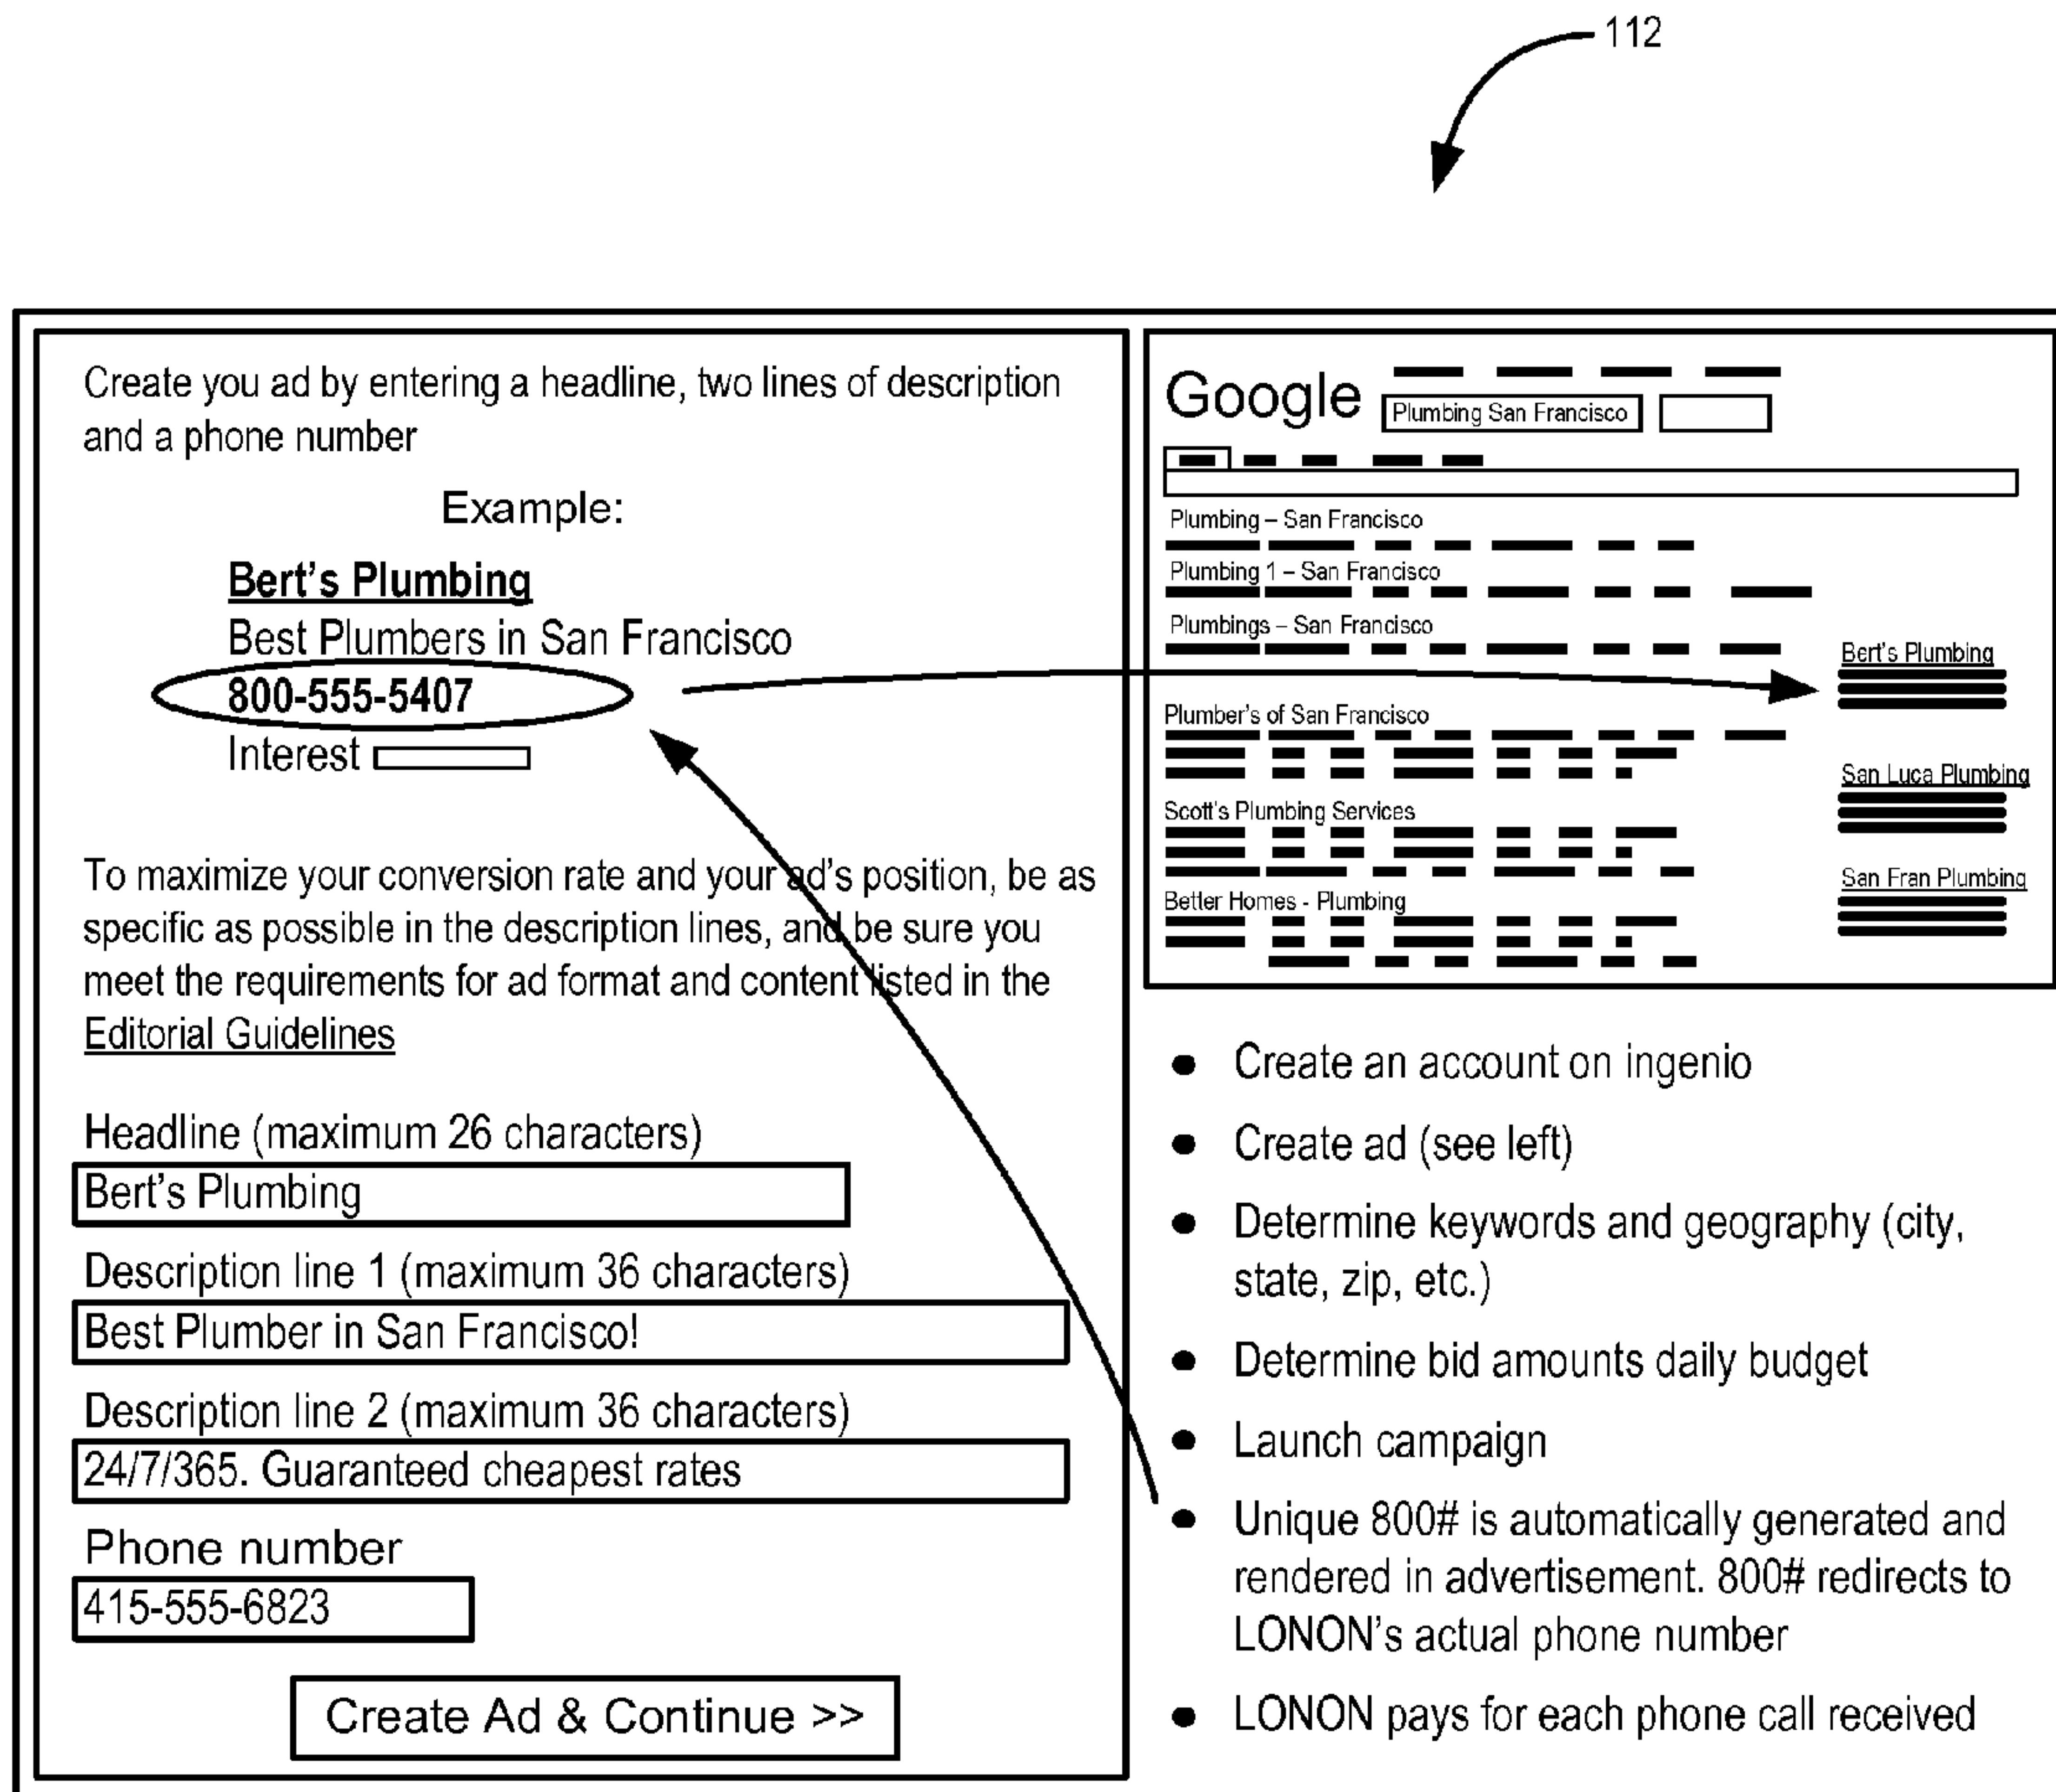 112
Create you ad by entering a headline, two lines of description
and a phone number
Example:
Bert's Plumbing
Best Plumbers in San Francisco
800-555-5407
Interest
To maximize your conversion rate and your ad's position, be as
specific as possible in the description lines, and be sure you
meet the requirements for ad format and content listed in the
Editorial Guidelines
Headline (maximum 26 characters)
Bert's Plumbing
Description line 1 (maximum 36 characters)
Best Plumber in San Francisco!
Description line 2 (maximum 36 characters)
24/7/365. Guaranteed cheapest rates
Phone number
415-555-6823
Create Ad & Continue >>
Google
Plumbing San Francisco
Plumbing – San Francisco
Plumbing 1 – San Francisco
Plumbings – San Francisco
Plumber's of San Francisco
Scott's Plumbing Services
Better Homes - Plumbing
Bert's Plumbing
San Luca Plumbing
San Fran Plumbing
• Create an account on ingenio
• Create ad (see left)
• Determine keywords and geography (city,
state, zip, etc.)
• Determine bid amounts daily budget
• Launch campaign
• Unique 800# is automatically generated and
rendered in advertisement. 800# redirects to
LONON's actual phone number
• LONON pays for each phone call received